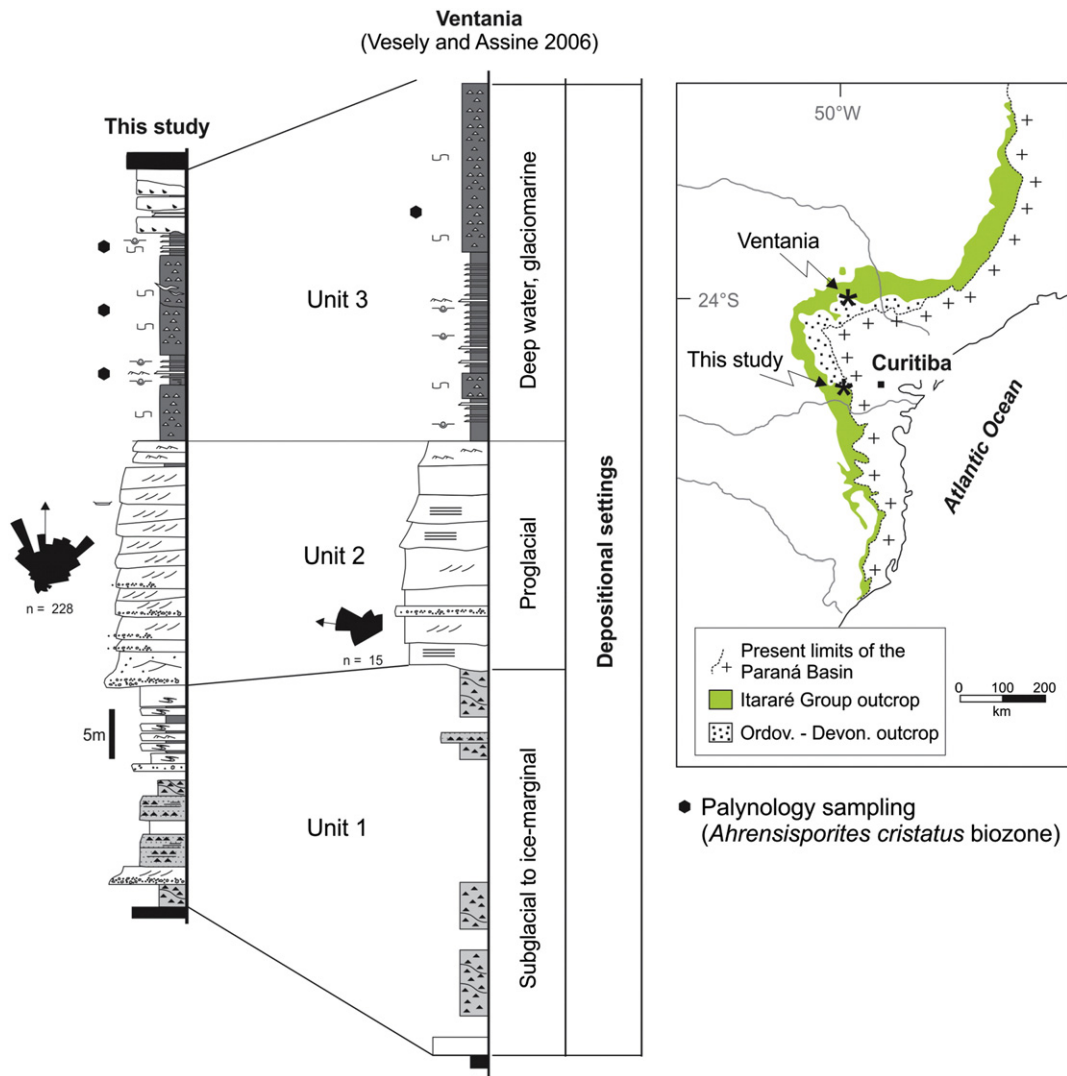 Ventania
(Vesely and Assine 2006)
This study
Unit 3
Unit 2
Unit 1
n = 228
n = 15
5m
Deep water, glaciomarine
Proglacial
Subglacial to ice-marginal
Depositional settings
50°W
24°S
Ventania
This study
Curitiba
Atlantic Ocean
Present limits of the
Paraná Basin
Itararé Group outcrop
Ordov. - Devon. outcrop
0 100 200
km
Palynology sampling
(Ahrensisporites cristatus biozone)